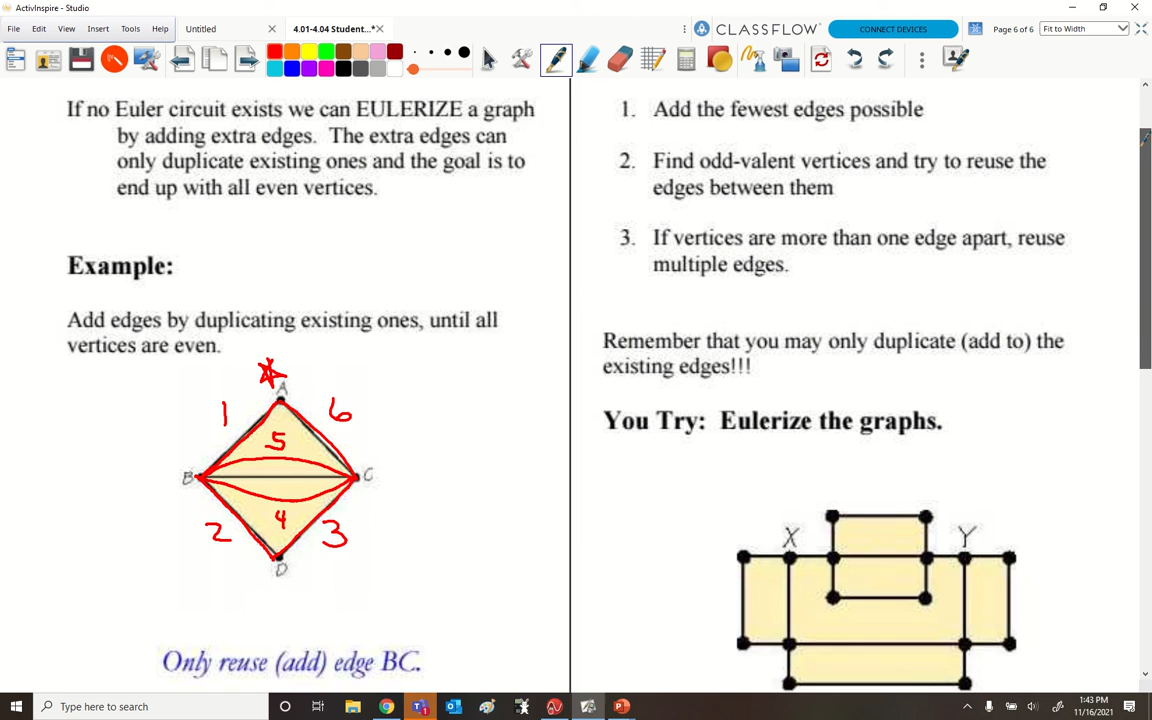 ActivInspire - Studio
File Edit View Insert Tools Help
Untitled
4.01-4.04 Student...*
CLASSFLOW
CONNECT DEVICES
Page 6 of 6
Fit to Width
If no Euler circuit exists we can EULERIZE a graph
by adding extra edges. The extra edges can
only duplicate existing ones and the goal is to
end up with all even vertices.
Example:
Add edges by duplicating existing ones, until all
vertices are even.
A
1
6
5
B
C
4
2
3
D
Only reuse (add) edge BC.
1. Add the fewest edges possible
2. Find odd-valent vertices and try to reuse the
edges between them
3. If vertices are more than one edge apart, reuse
multiple edges.
Remember that you may only duplicate (add to) the
existing edges!!!
You Try: Eulerize the graphs.
X
Y
Type here to search
1:43 PM
11/16/2021